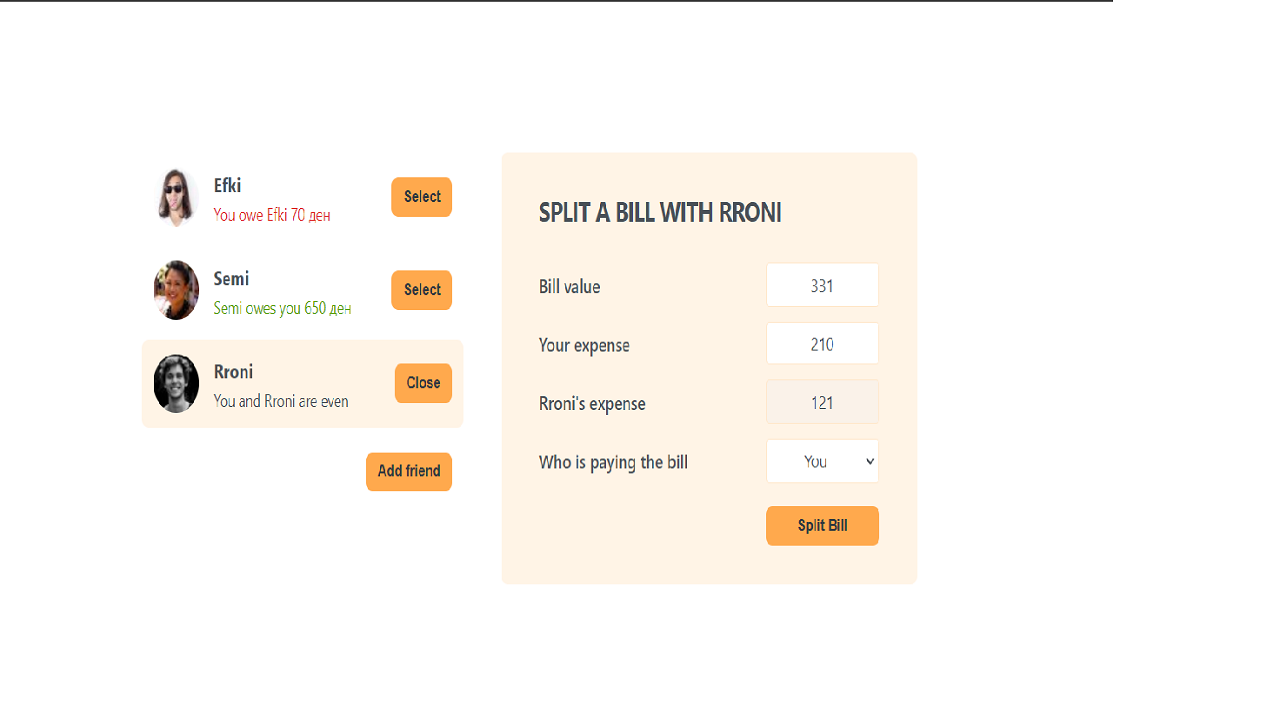 Efki
You owe Efki 70 ден
Select
Semi
Semi owes you 650 ден
Select
Rroni
You and Rroni are even
Close
Add friend
SPLIT A BILL WITH RRONI
Bill value
331
Your expense
210
Rroni's expense
121
Who is paying the bill
You
Split Bill